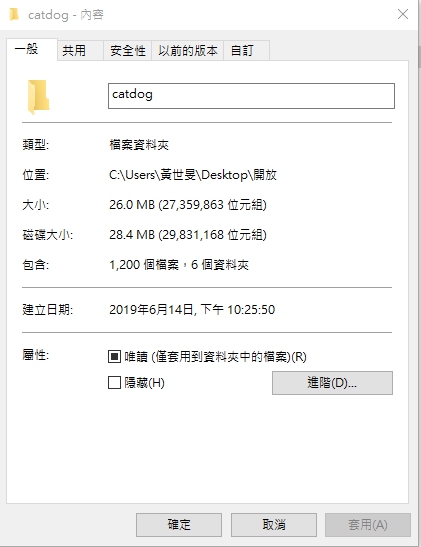 catdog - 內容
一般 共用 安全性 以前的版本 自訂
catdog
類型: 檔案資料夾
位置: C:\Users\黃世旻\Desktop\開放
大小: 26.0 MB (27,359,863 位元組)
磁碟大小: 28.4 MB (29,831,168 位元組)
包含: 1,200 個檔案，6 個資料夾
建立日期: 2019年6月14日, 下午 10:25:50
屬性: 唯讀 (僅套用到資料夾中的檔案)(R)
隱藏(H) 進階(D)...
確定 取消 套用(A)